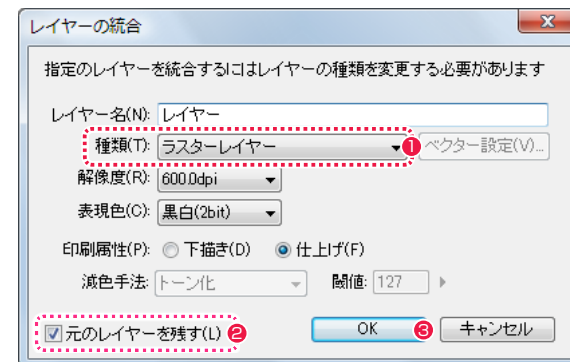 レイヤーの統合
指定のレイヤーを統合するにはレイヤーの種類を変更する必要があります
レイヤー名(N): レイヤー
種類(T): ラスターレイヤー ❶ ベクター設定(V)...
解像度(R): 600.0dpi
表現色(C): 黒白(2bit)
印刷属性(P): 下描き(D) 仕上げ(F)
減色手法: トーン化 閾値: 127
元のレイヤーを残す(L) ❷ OK ❸ キャンセル